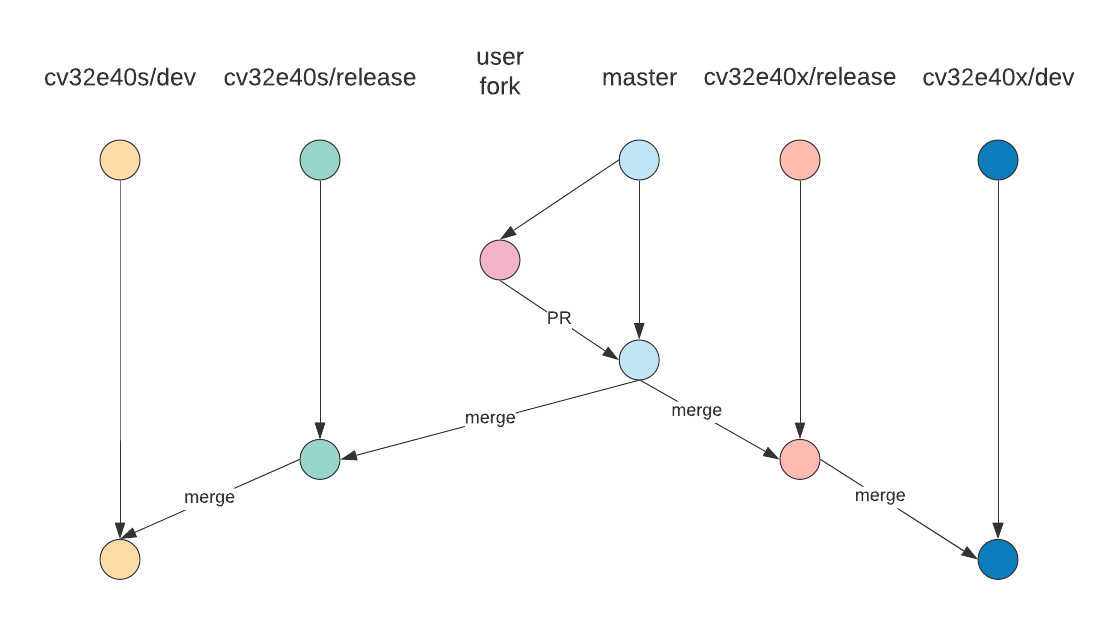 user
fork
cv32e40s/dev
cv32e40s/release
master
cv32e40x/release
cv32e40x/dev
PR
merge
merge
merge
merge